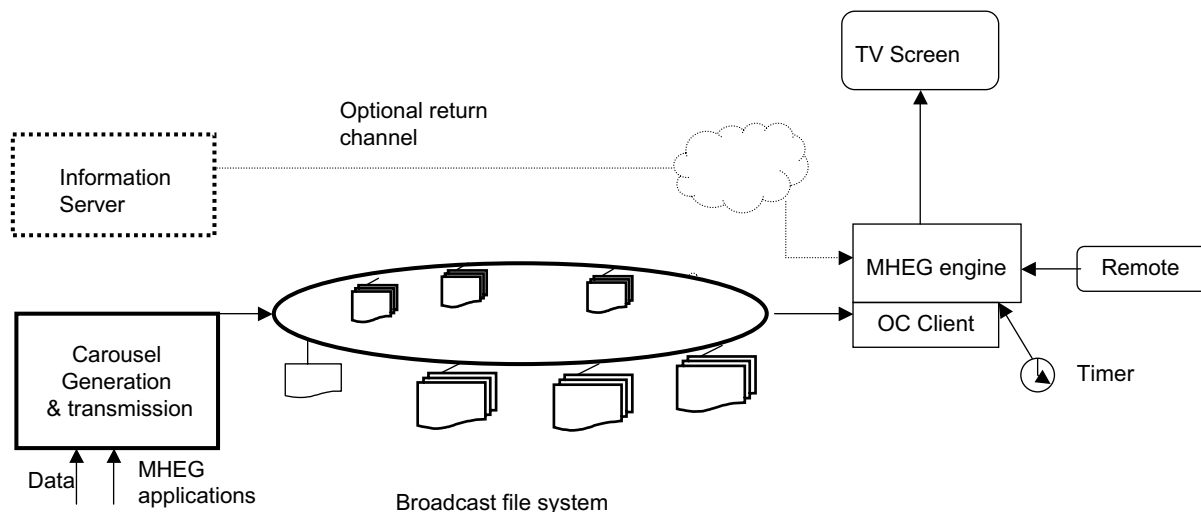 TV Screen
Optional return
channel
Information
Server
MHEG engine
Remote
OC Client
Carousel
Generation
& transmission
Timer
Data
MHEG
applications
Broadcast file system